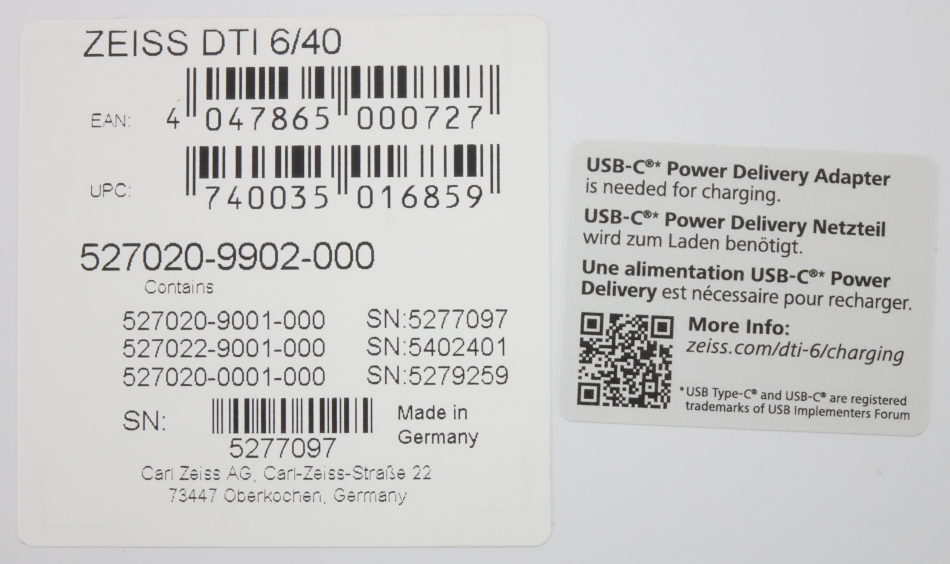 ZEISS DTI 6/40
EAN: 4 047865 000727
UPC: 740035 016859
527020-9902-000
Contains
527020-9001-000 SN:5277097
527022-9001-000 SN:5402401
527020-0001-000 SN:5279259
SN: 5277097
Made in
Germany
Carl Zeiss AG, Carl-Zeiss-Straße 22
73447 Oberkochen, Germany
USB-C®* Power Delivery Adapter
is needed for charging.
USB-C®* Power Delivery Netzteil
wird zum Laden benötigt.
Une alimentation USB-C®* Power
Delivery est nécessaire pour recharger.
More Info:
zeiss.com/dti-6/charging
*USB Type-C® and USB-C® are registered
trademarks of USB Implementers Forum